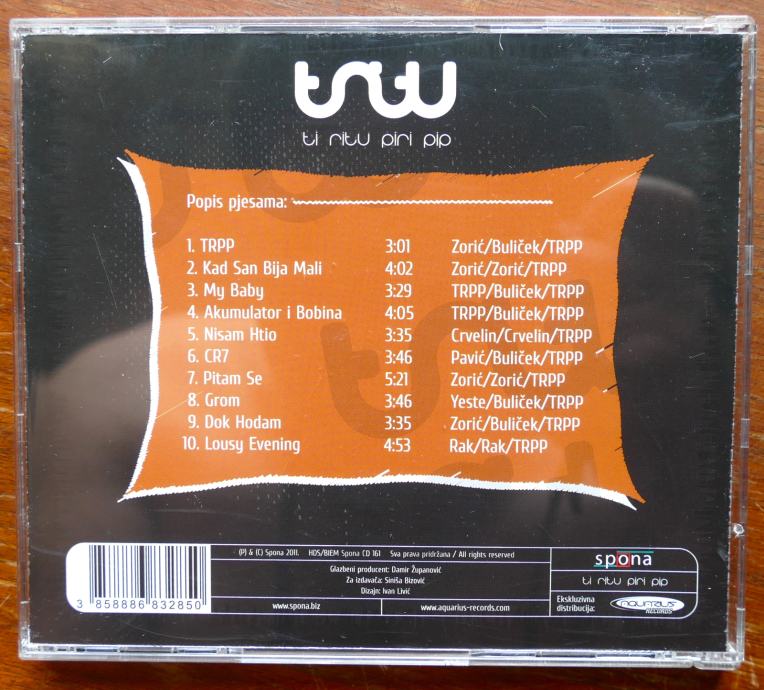 ti ritu piri pip
Popis pjesama:
1. TRPP 3:01 Zorić/Buliček/TRPP
2. Kad San Bija Mali 4:02 Zorić/Zorić/TRPP
3. My Baby 3:29 TRPP/Buliček/TRPP
4. Akumulator i Bobina 4:05 TRPP/Buliček/TRPP
5. Nisam Htio 3:35 Crvelin/Crvelin/TRPP
6. CR7 3:46 Pavić/Buliček/TRPP
7. Pitam Se 5:21 Zorić/Zorić/TRPP
8. Grom 3:46 Yeste/Buliček/TRPP
9. Dok Hodam 3:35 Zorić/Buliček/TRPP
10. Lousy Evening 4:53 Rak/Rak/TRPP
(P) & (C) Spona 2011. HDS/BIEM Spona CD 161 Sva prava pridržana / All rights reserved
Glazbeni producent: Damir Županović
Za izdavača: Siniša Bizović
Dizajn: Ivan Livić
www.spona.biz www.aquarius-records.com
3 858886 832850
spona
ti ritu piri pip
Ekskluzivna
distribucija:
AQUARIUS
RECORDS